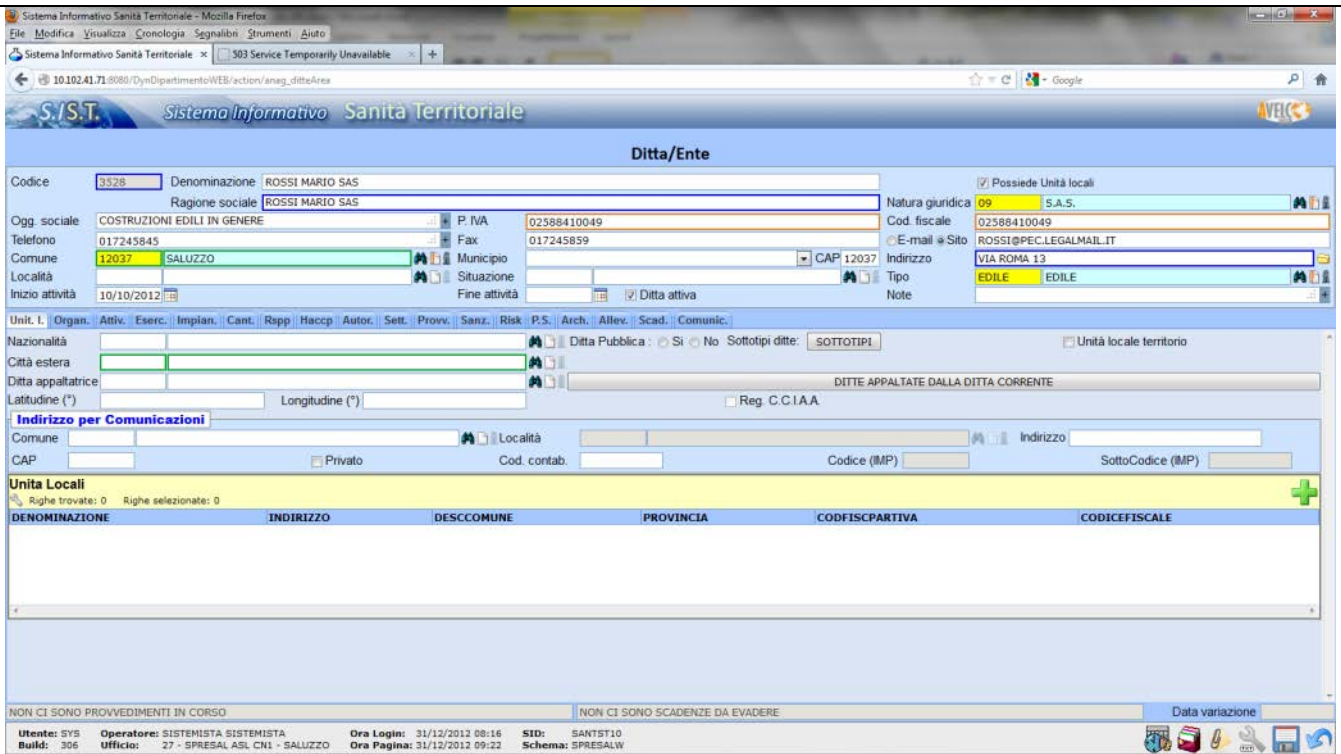 Sistema Informativo Sanità Territoriale - Mozilla Firefox
File Modifica Visualizza Cronologia Segnalibri Strumenti Aiuto
Sistema Informativo Sanità Territoriale × 503 Service Temporarily Unavailable × +
10.102.41.71:8080/DynDipartimentoWEB/action/anag_ditteArea Google
S.I.S.T. Sistema Informativo Sanità Territoriale
Ditta/Ente
Codice 3528 Denominazione ROSSI MARIO SAS Possiede Unità locali
Ragione sociale ROSSI MARIO SAS Natura giuridica 09 S.A.S.
Ogg. sociale COSTRUZIONI EDILI IN GENERE P. IVA 02588410049 Cod. fiscale 02588410049
Telefono 017245845 Fax 017245859 E-mail Sito ROSSI@PEC.LEGALMAIL.IT
Comune 12037 SALUZZO Municipio CAP 12037 Indirizzo VIA ROMA 13
Località Situazione Tipo EDILE EDILE
Inizio attività 10/10/2012 Fine attività Ditta attiva Note
Unit. l. Organ. Attiv. Eserc. Impian. Cant. Rspp Haccp Autor. Sett. Provv. Sanz. Risk P.S. Arch. Allev. Scad. Comunic.
Nazionalità Ditta Pubblica : Si No Sottotipi ditte: SOTTOTIPI Unità locale territorio
Città estera
Ditta appaltatrice DITTE APPALTATE DALLA DITTA CORRENTE
Latitudine (°) Longitudine (°) Reg. C.C.I.A.A.
Indirizzo per Comunicazioni
Comune Località Indirizzo
CAP Privato Cod. contab. Codice (IMP) SottoCodice (IMP)
Unita Locali
Righe trovate: 0 Righe selezionate: 0
DENOMINAZIONE INDIRIZZO DESCCOMUNE PROVINCIA CODFISCPARTIVA CODICEFISCALE
NON CI SONO PROVVEDIMENTI IN CORSO NON CI SONO SCADENZE DA EVADERE Data variazione
Utente: SYS Operatore: SISTEMISTA SISTEMISTA Ora Login: 31/12/2012 08:16 SID: SANTST10
Build: 306 Ufficio: 27 - SPRESAL ASL CN1 - SALUZZO Ora Pagina: 31/12/2012 09:22 Schema: SPRESALW